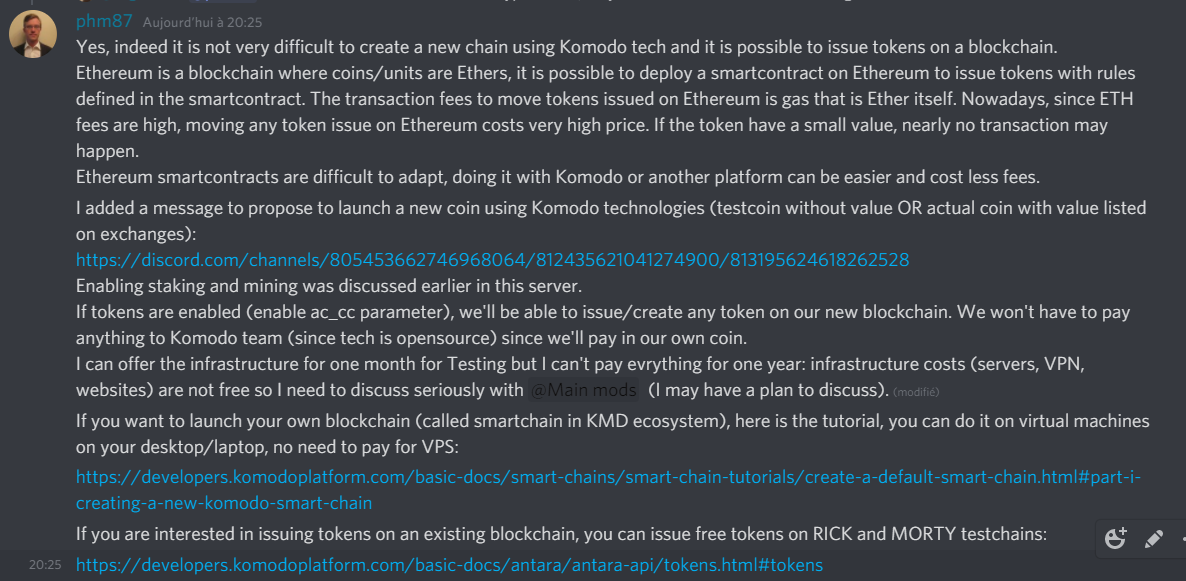 phm87 Aujourd'hui à 20:25
Yes, indeed it is not very difficult to create a new chain using Komodo tech and it is possible to issue tokens on a blockchain.
Ethereum is a blockchain where coins/units are Ethers, it is possible to deploy a smartcontract on Ethereum to issue tokens with rules
defined in the smartcontract. The transaction fees to move tokens issued on Ethereum is gas that is Ether itself. Nowadays, since ETH
fees are high, moving any token issue on Ethereum costs very high price. If the token have a small value, nearly no transaction may
happen.
Ethereum smartcontracts are difficult to adapt, doing it with Komodo or another platform can be easier and cost less fees.
I added a message to propose to launch a new coin using Komodo technologies (testcoin without value OR actual coin with value listed
on exchanges):
https://discord.com/channels/805453662746968064/812435621041274900/813195624618262528
Enabling staking and mining was discussed earlier in this server.
If tokens are enabled (enable ac_cc parameter), we'll be able to issue/create any token on our new blockchain. We won't have to pay
anything to Komodo team (since tech is opensource) since we'll pay in our own coin.
I can offer the infrastructure for one month for Testing but I can't pay evrything for one year: infrastructure costs (servers, VPN,
websites) are not free so I need to discuss seriously with @Main mods (I may have a plan to discuss). (modifié)
If you want to launch your own blockchain (called smartchain in KMD ecosystem), here is the tutorial, you can do it on virtual machines
on your desktop/laptop, no need to pay for VPS:
https://developers.komodoplatform.com/basic-docs/smart-chains/smart-chain-tutorials/create-a-default-smart-chain.html#part-i-
creating-a-new-komodo-smart-chain
If you are interested in issuing tokens on an existing blockchain, you can issue free tokens on RICK and MORTY testchains:
20:25 https://developers.komodoplatform.com/basic-docs/antara/antara-api/tokens.html#tokens